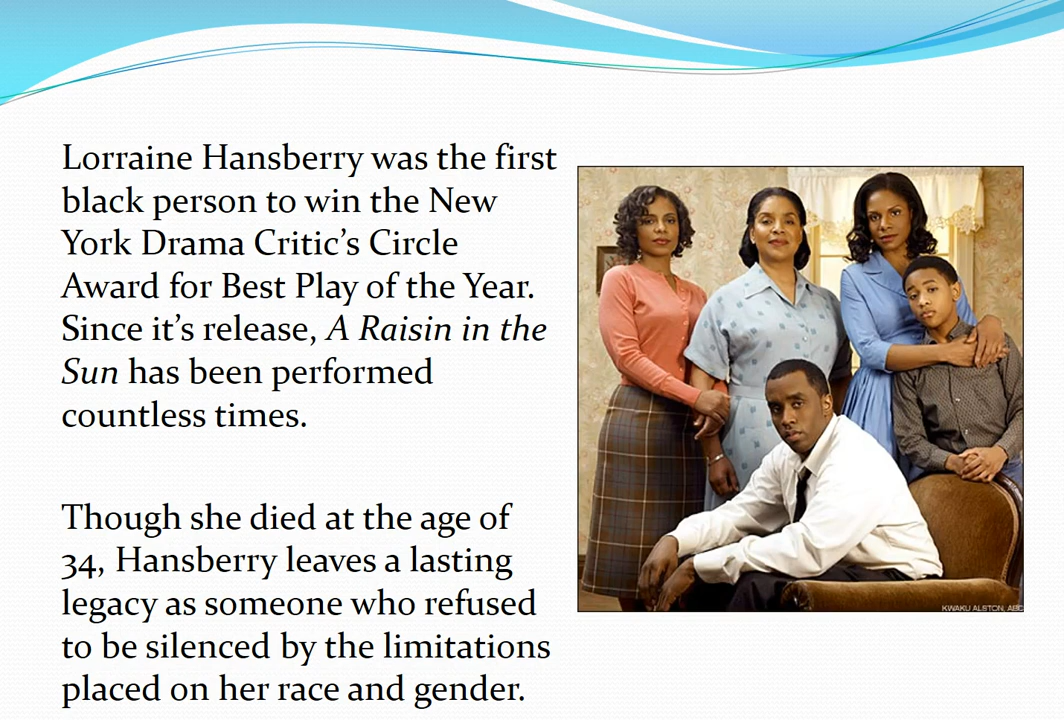 Lorraine Hansberry was the first
black person to win the New
York Drama Critic’s Circle
Award for Best Play of the Year.
Since it’s release, A Raisin in the
Sun has been performed
countless times.
Though she died at the age of
34, Hansberry leaves a lasting
legacy as someone who refused
to be silenced by the limitations
placed on her race and gender.
KWAKU ALSTON, ABC